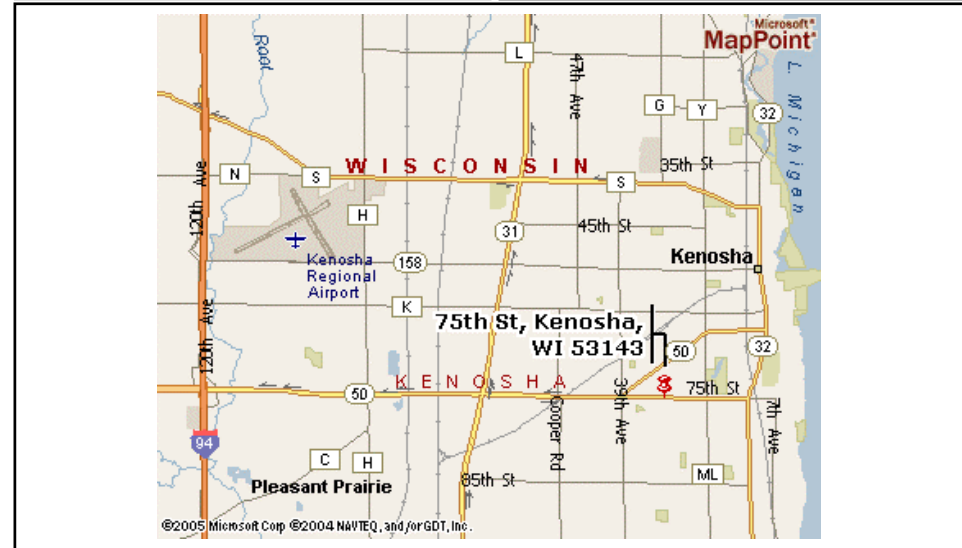 Microsoft®
MapPoint®
Root
L
47th Ave
G
Y
32
L. Michigan
120th Ave
N
S
WISCONSIN
S
35th St
H
31
45th St
Kenosha
Kenosha
Regional
Airport
158
K
120th Ave
75th St, Kenosha,
WI 53143
50
32
KENOSHA
50
39th Ave
75th St
7th Ave
Cooper Rd
94
C
H
Pleasant Prairie
85th St
ML
©2005 Microsoft Corp ©2004 NAVTEQ, and/or GDT, Inc.